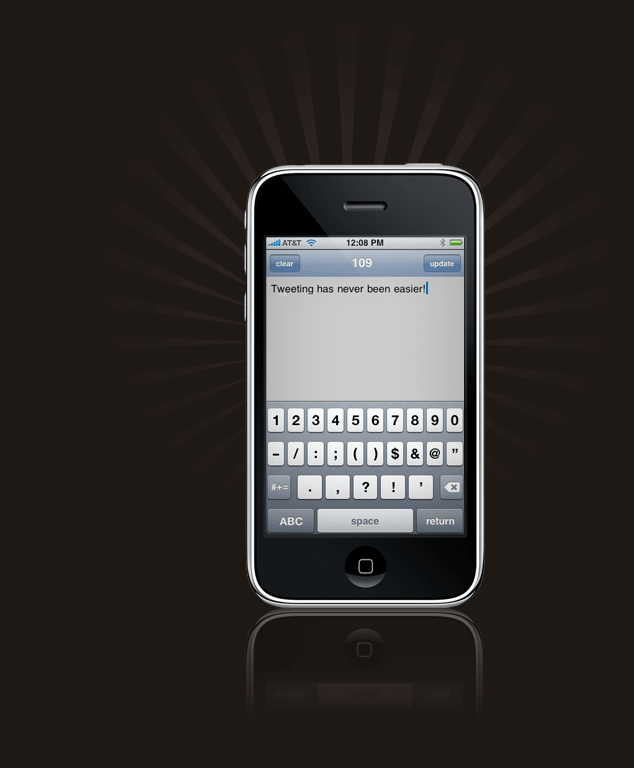 AT&T 12:08 PM
clear 109 update
Tweeting has never been easier!
1 2 3 4 5 6 7 8 9 0
- / : ; ( ) $ & @ ”
#+= . , ? ! ’
ABC space return